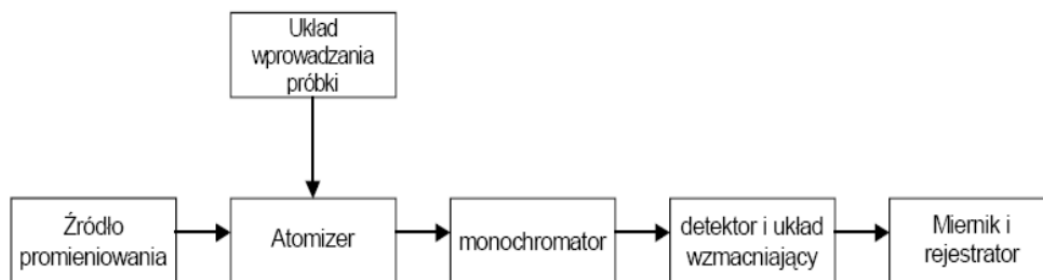 Układ
wprowadzania
próbki
Źródło
promieniowania
Atomizer
monochromator
detektor i układ
wzmacniający
Miernik i
rejestrator